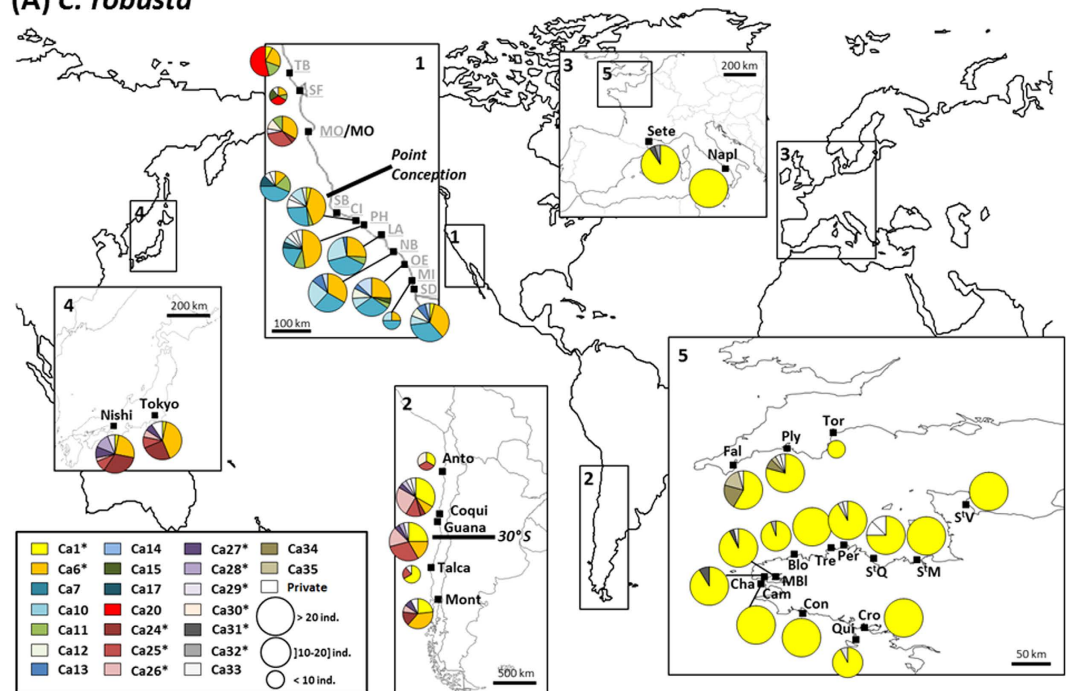 (A) C. robusta
1
TB
SF
MO/MO
Point
Conception
SB
CI
PH
LA
NB
OE
MI
SD
100 km
3
5
200 km
Sete
Napl
3
4
1
4
200 km
Nishi
Tokyo
2
Anto
Coqui
Guana
30° S
Talca
Mont
500 km
2
5
Tor
Ply
Fal
StV
Blo
Tre
Per
StQ
StM
Cha
MBl
Cam
Con
Cro
Qui
50 km
Ca1* Ca14 Ca27* Ca34
Ca6* Ca15 Ca28* Ca35
Ca7 Ca17 Ca29* Private
Ca10 Ca20 Ca30* > 20 ind.
Ca11 Ca24* Ca31*
Ca12 Ca25* Ca32* ]10-20] ind.
Ca13 Ca26* Ca33 < 10 ind.